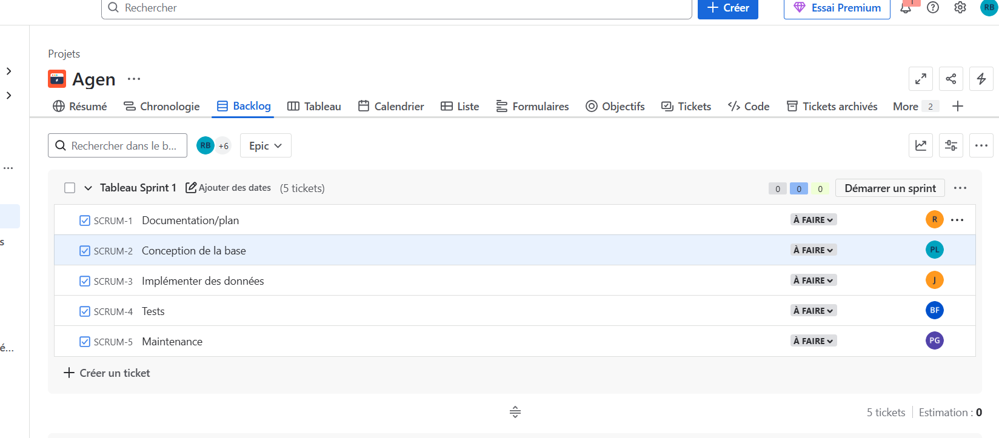 Rechercher
Créer
Essai Premium
1
RB
Projets
Agen
Résumé
Chronologie
Backlog
Tableau
Calendrier
Liste
Formulaires
Objectifs
Tickets
Code
Tickets archivés
More 2
Rechercher dans le b...
RB +6
Epic
Tableau Sprint 1 Ajouter des dates (5 tickets) 0 0 0 Démarrer un sprint
SCRUM-1 Documentation/plan À FAIRE R
SCRUM-2 Conception de la base À FAIRE PL
SCRUM-3 Implémenter des données À FAIRE J
SCRUM-4 Tests À FAIRE BF
SCRUM-5 Maintenance À FAIRE PG
Créer un ticket
s
é...
5 tickets Estimation : 0